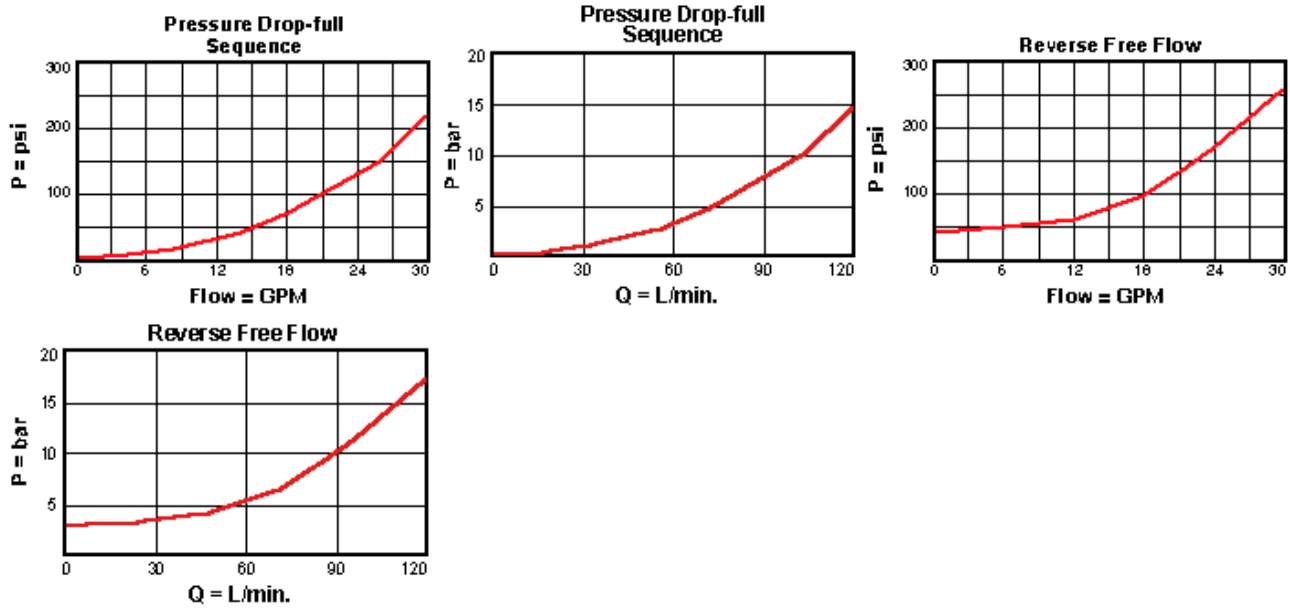 Pressure Drop-full
Sequence
300
200
100
P = psi
0 6 12 18 24 30
Flow = GPM
Pressure Drop-full
Sequence
20
15
10
5
P = bar
0 30 60 90 120
Q = L/min.
Reverse Free Flow
300
200
100
P = psi
0 6 12 18 24 30
Flow = GPM
Reverse Free Flow
20
15
10
5
P = bar
0 30 60 90 120
Q = L/min.